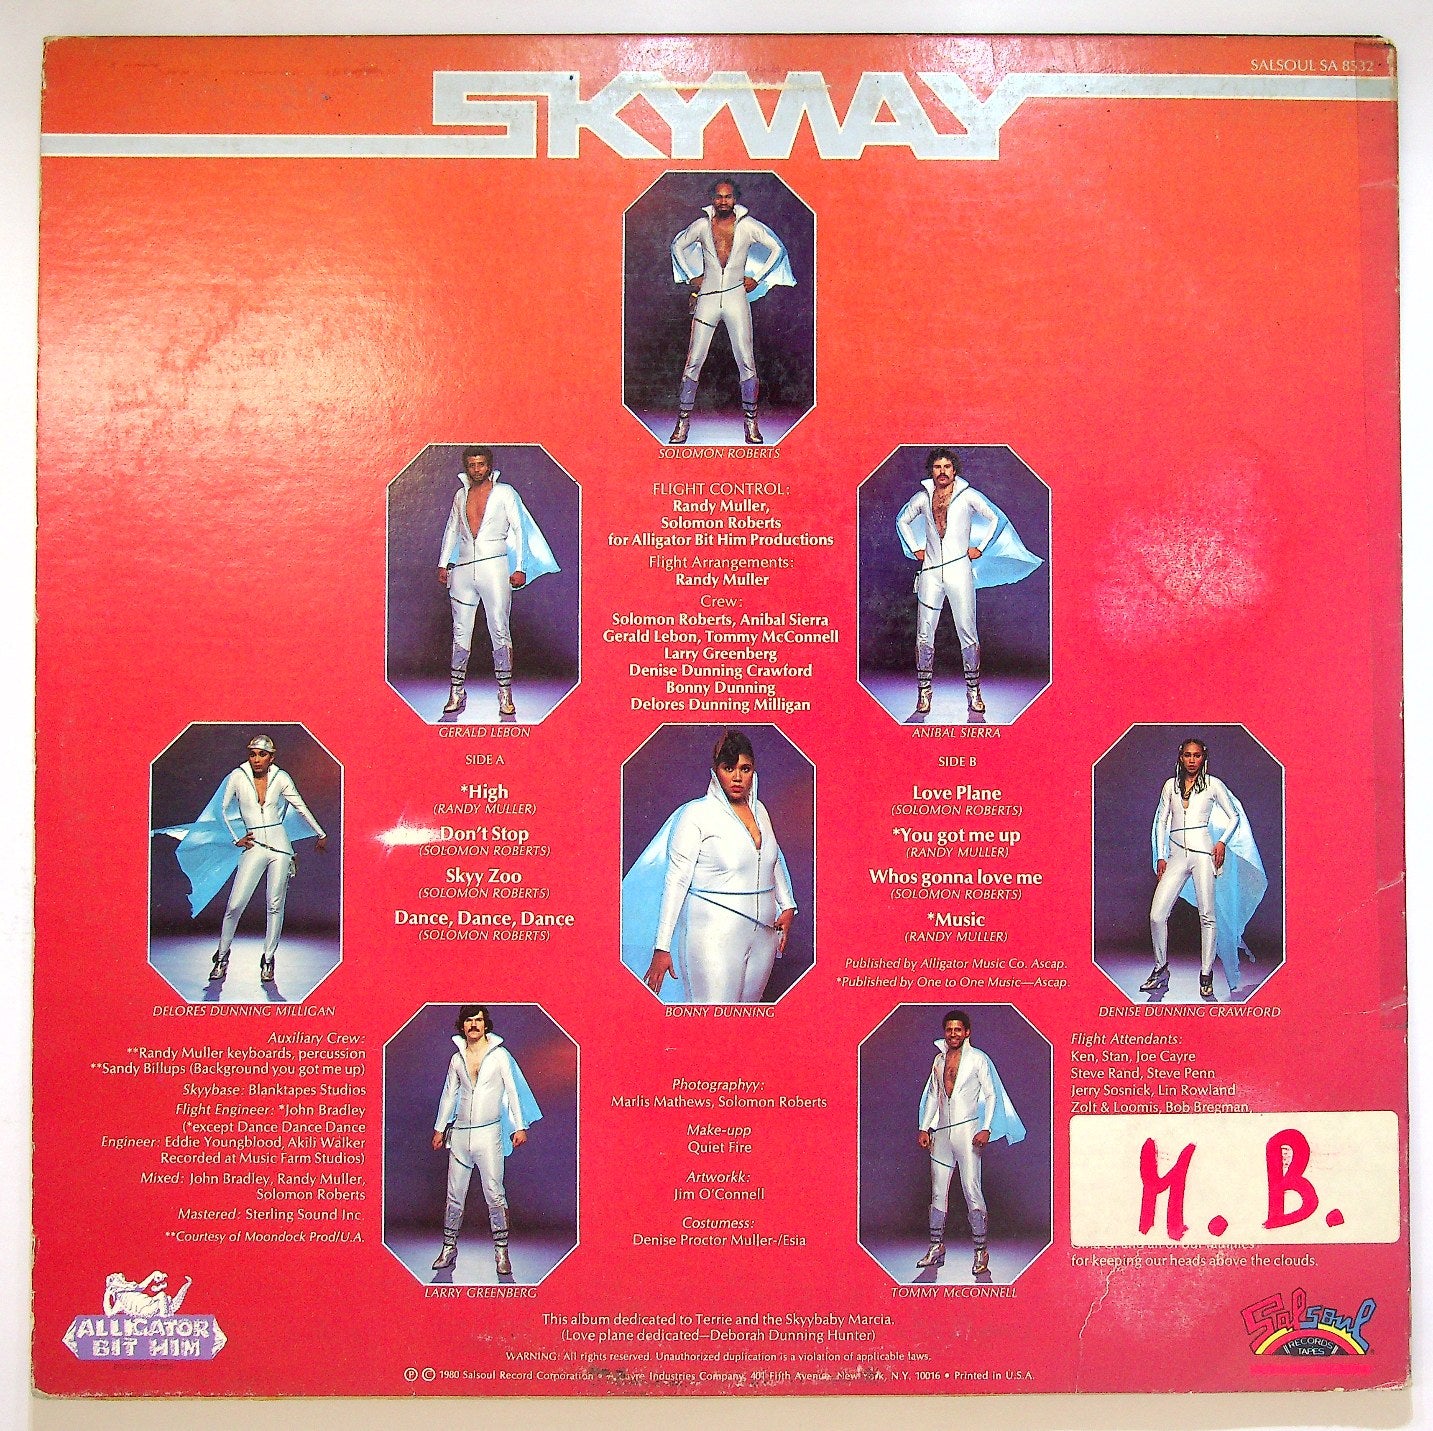 SALSOUL SA 8532
SKYWAY
SOLOMON ROBERTS
GERALD LEBON
ANIBAL SIERRA
FLIGHT CONTROL:
Randy Muller,
Solomon Roberts
for Alligator Bit Him Productions
Flight Arrangements:
Randy Muller
Crew:
Solomon Roberts, Anibal Sierra
Gerald Lebon, Tommy McConnell
Larry Greenberg
Denise Dunning Crawford
Bonny Dunning
Delores Dunning Milligan
SIDE A
*High
(RANDY MULLER)
Don't Stop
(SOLOMON ROBERTS)
Skyy Zoo
(SOLOMON ROBERTS)
Dance, Dance, Dance
(SOLOMON ROBERTS)
SIDE B
Love Plane
(SOLOMON ROBERTS)
*You got me up
(RANDY MULLER)
Whos gonna love me
(SOLOMON ROBERTS)
*Music
(RANDY MULLER)
Published by Alligator Music Co. Ascap.
*Published by One to One Music—Ascap.
DELORES DUNNING MILLIGAN
BONNY DUNNING
DENISE DUNNING CRAWFORD
Auxiliary Crew:
**Randy Muller keyboards, percussion
**Sandy Billups (Background you got me up)
Skyybase: Blanktapes Studios
Flight Engineer: *John Bradley
(*except Dance Dance Dance
Engineer: Eddie Youngblood, Akili Walker
Recorded at Music Farm Studios)
Mixed: John Bradley, Randy Muller,
Solomon Roberts
Mastered: Sterling Sound Inc.
**Courtesy of Moondock Prod/U.A.
LARRY GREENBERG
Photographyy:
Marlis Mathews, Solomon Roberts
Make-upp
Quiet Fire
Artworkk:
Jim O'Connell
Costumess:
Denise Proctor Muller-/Esia
TOMMY McCONNELL
Flight Attendants:
Ken, Stan, Joe Cayre
Steve Rand, Steve Penn
Jerry Sosnick, Lin Rowland
Zolt & Loomis, Bob Bregman,
M. B.
for keeping our heads above the clouds.
ALLIGATOR
BIT HIM
This album dedicated to Terrie and the Skyybaby Marcia.
(Love plane dedicated—Deborah Dunning Hunter)
WARNING: All rights reserved. Unauthorized duplication is a violation of applicable laws.
Ⓟ © 1980 Salsoul Record Corporation A Cayre Industries Company, 401 Fifth Avenue, New York, N.Y. 10016 • Printed in U.S.A.
Salsoul
RECORDS
TAPES